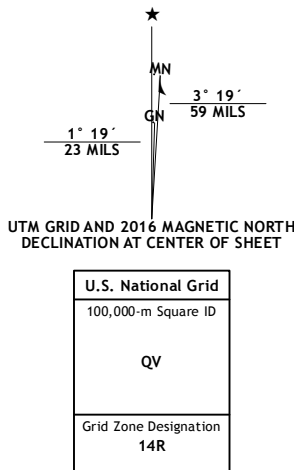 ★
MN
GN
3° 19´
59 MILS
1° 19´
23 MILS
UTM GRID AND 2016 MAGNETIC NORTH
DECLINATION AT CENTER OF SHEET
U.S. National Grid
100,000-m Square ID
QV
Grid Zone Designation
14R